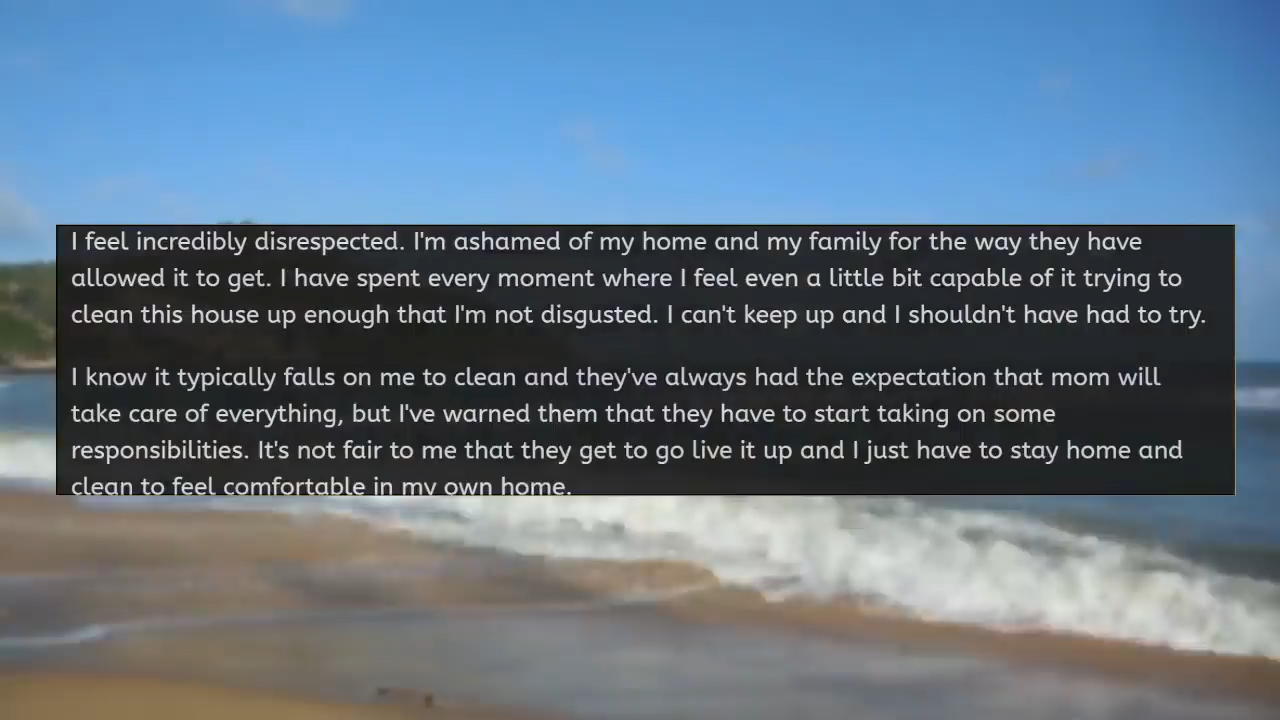 I feel incredibly disrespected. I'm ashamed of my home and my family for the way they have
allowed it to get. I have spent every moment where I feel even a little bit capable of it trying to
clean this house up enough that I'm not disgusted. I can't keep up and I shouldn't have had to try.
I know it typically falls on me to clean and they've always had the expectation that mom will
take care of everything, but I've warned them that they have to start taking on some
responsibilities. It's not fair to me that they get to go live it up and I just have to stay home and
clean to feel comfortable in my own home.